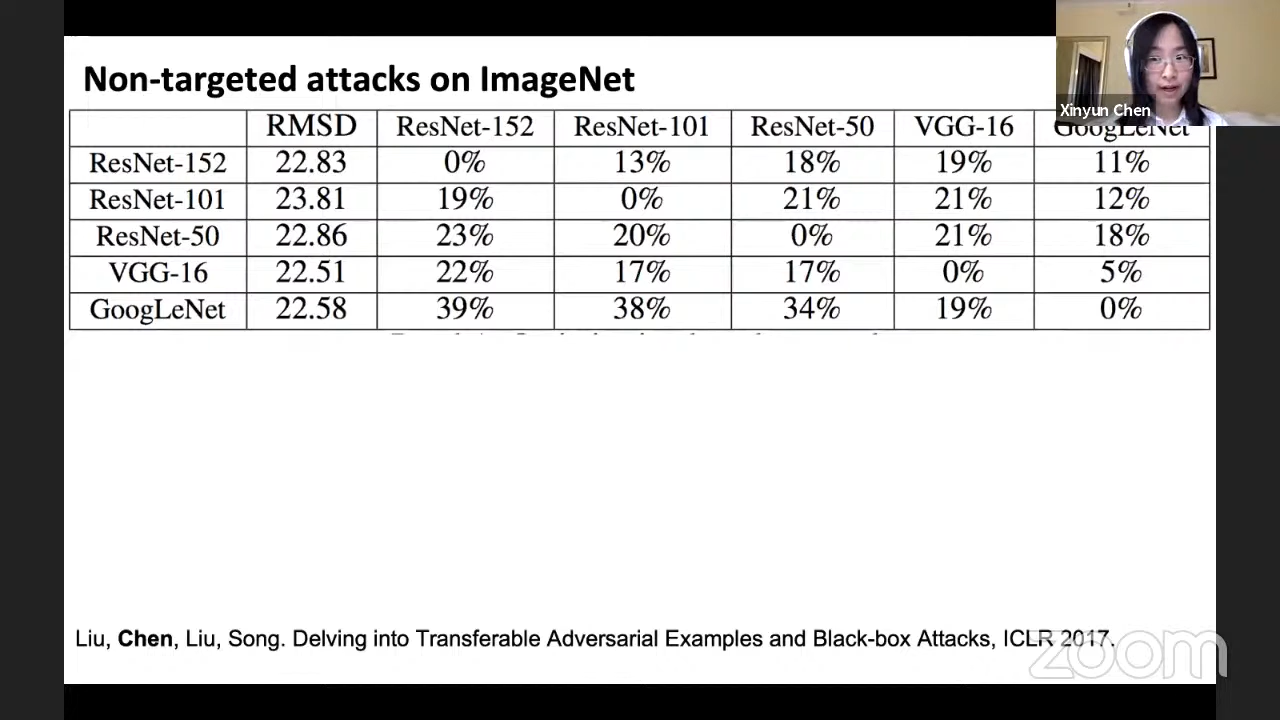 Non-targeted attacks on ImageNet
Xinyun Chen
RMSD ResNet-152 ResNet-101 ResNet-50 VGG-16 GoogLeNet
ResNet-152 22.83 0% 13% 18% 19% 11%
ResNet-101 23.81 19% 0% 21% 21% 12%
ResNet-50 22.86 23% 20% 0% 21% 18%
VGG-16 22.51 22% 17% 17% 0% 5%
GoogLeNet 22.58 39% 38% 34% 19% 0%
Liu, Chen, Liu, Song. Delving into Transferable Adversarial Examples and Black-box Attacks, ICLR 2017.
zoom